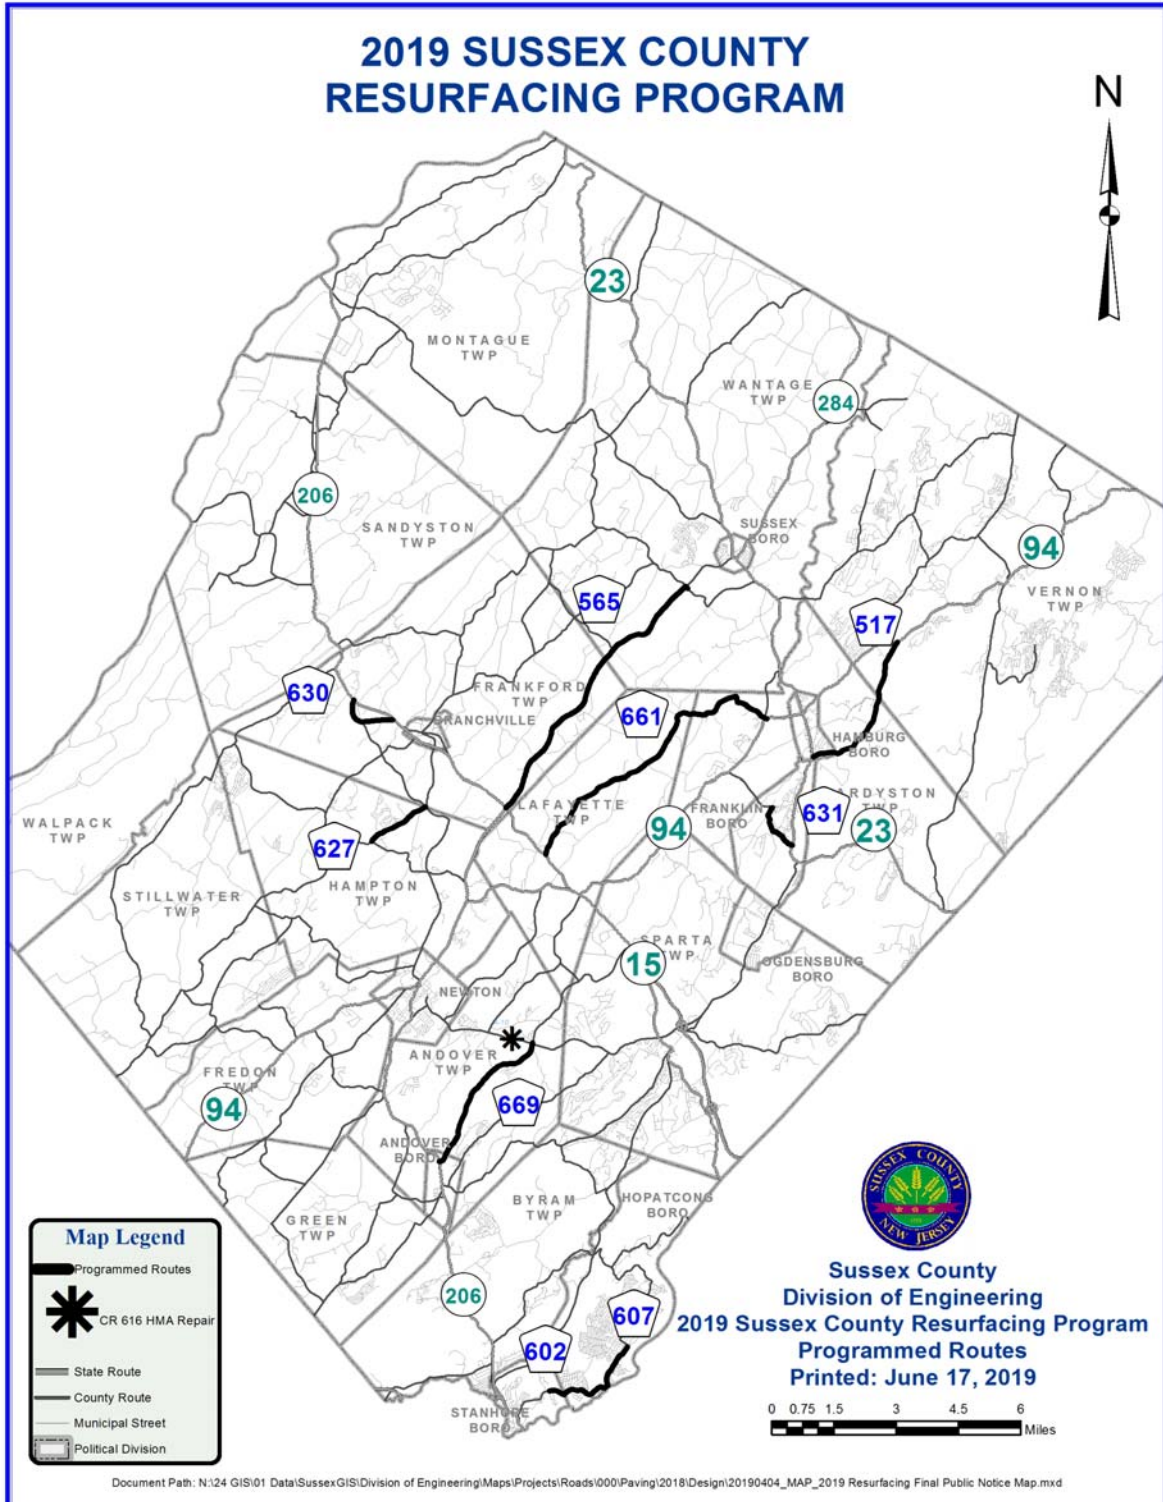 2019 SUSSEX COUNTY
RESURFACING PROGRAM
N
23
MONTAGUE
TWP
WANTAGE
TWP
284
206
SANDYSTON
TWP
SUSSEX
BORO
94
VERNON
TWP
565
517
630
FRANKFORD
TWP
BRANCHVILLE
661
HAMBURG
BORO
LAFAYETTE
TWP
FRANKLIN
BORO
94
631
ARDYSTON
TWP
23
WALPACK
TWP
627
HAMPTON
TWP
STILLWATER
TWP
SPARTA
TWP
15
OGDENSBURG
BORO
NEWTON
ANDOVER
TWP
FREDON
TWP
94
669
ANDOVER
BORO
BYRAM
TWP
HOPATCONG
BORO
GREEN
TWP
206
607
602
STANHOPE
BORO
Map Legend
Programmed Routes
CR 616 HMA Repair
State Route
County Route
Municipal Street
Political Division
SUSSEX COUNTY
NEW JERSEY
Sussex County
Division of Engineering
2019 Sussex County Resurfacing Program
Programmed Routes
Printed: June 17, 2019
0 0.75 1.5 3 4.5 6
Miles
Document Path: N:\24 GIS\01 Data\SussexGIS\Division of Engineering\Maps\Projects\Roads\000\Paving\2018\Design\20190404_MAP_2019 Resurfacing Final Public Notice Map.mxd